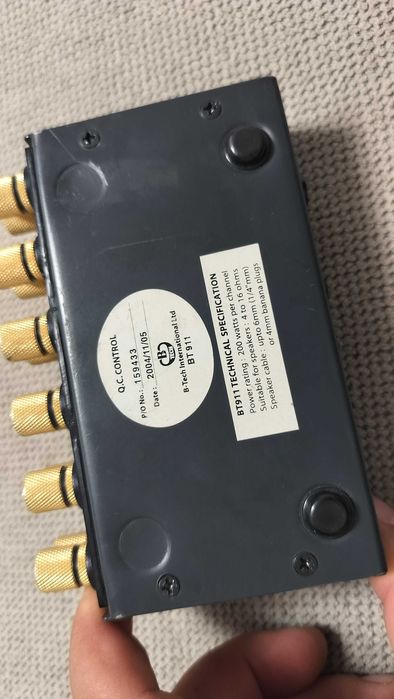 Q.C. CONTROL
P/O No.: 159433
Date: 2004/11/05
B
TECH
B-Tech International Ltd
BT 911
BT911 TECHNICAL SPECIFICATION
Power rating : 200 watts per channel
Suitable for speakers : 4 to 16 ohms
Speaker cable : upto 6mm (1/4"mm)
or 4mm banana plugs